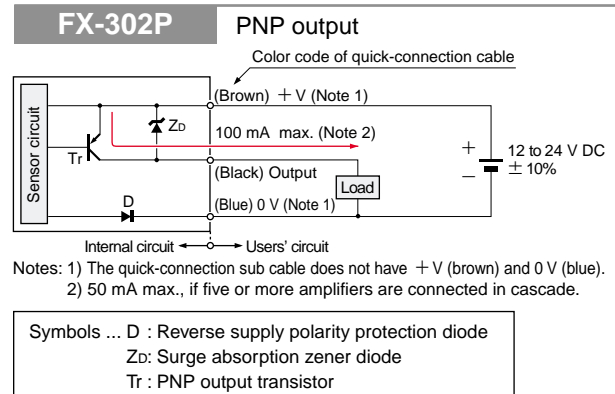 FX-302P PNP output
Color code of quick-connection cable
(Brown) +V (Note 1)
Sensor circuit
ZD
100 mA max. (Note 2)
Tr
(Black) Output
+
−
12 to 24 V DC
± 10%
Load
D
(Blue) 0 V (Note 1)
Internal circuit Users' circuit
Notes: 1) The quick-connection sub cable does not have +V (brown) and 0 V (blue).
2) 50 mA max., if five or more amplifiers are connected in cascade.
Symbols ... D : Reverse supply polarity protection diode
ZD: Surge absorption zener diode
Tr : PNP output transistor